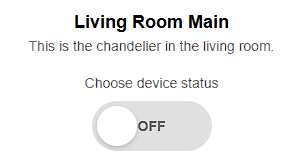 Living Room Main
This is the chandelier in the living room.
Choose device status
OFF